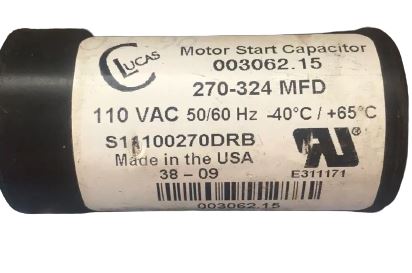 LUCAS
Motor Start Capacitor
003062.15
270-324 MFD
110 VAC 50/60 Hz -40°C / +65°C
S11100270DRB
Made in the USA
38 - 09
E311171
003062.15